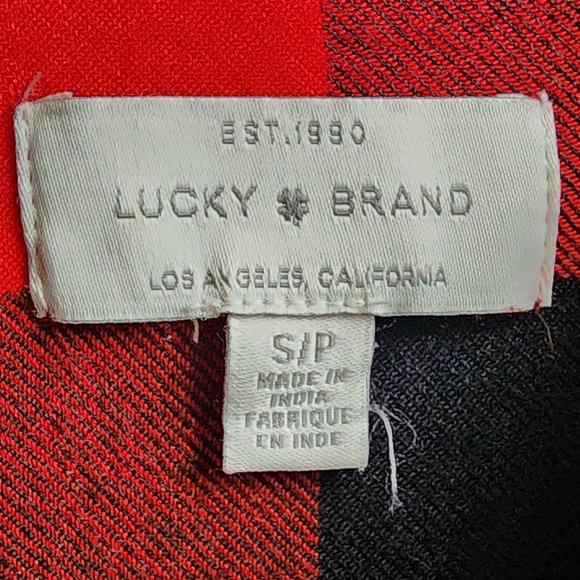 EST.1990
LUCKY BRAND
LOS ANGELES, CALIFORNIA
S/P
MADE IN
INDIA
FABRIQUE
EN INDE